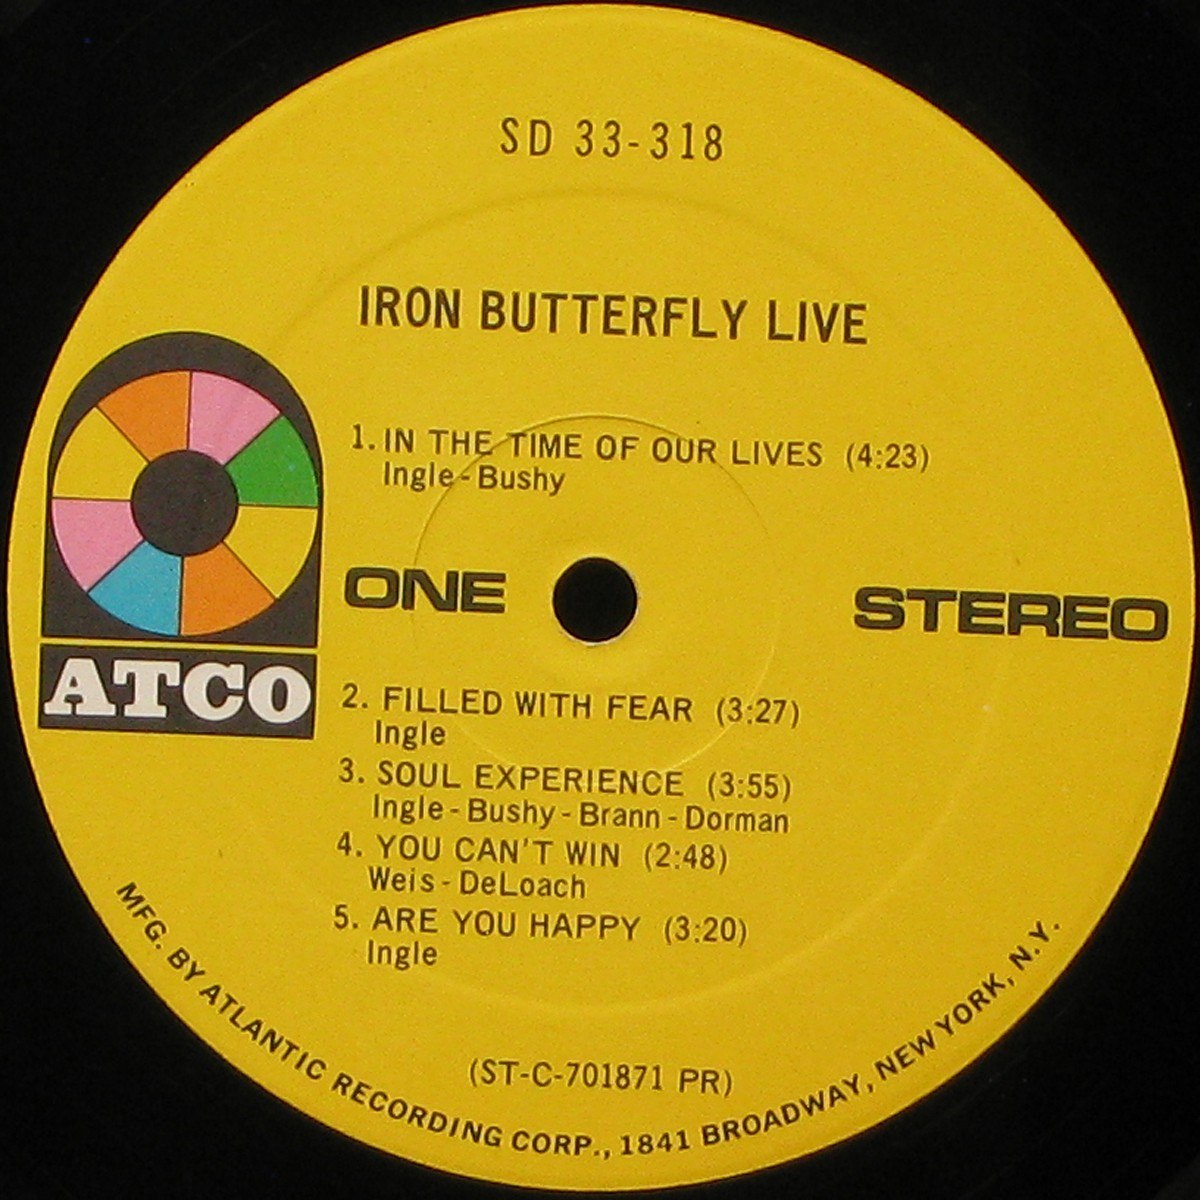 SD 33-318
IRON BUTTERFLY LIVE
1. IN THE TIME OF OUR LIVES (4:23)
Ingle - Bushy
ONE
STEREO
ATCO
2. FILLED WITH FEAR (3:27)
Ingle
3. SOUL EXPERIENCE (3:55)
Ingle - Bushy - Brann - Dorman
4. YOU CAN'T WIN (2:48)
Weis - DeLoach
5. ARE YOU HAPPY (3:20)
Ingle
(ST-C-701871 PR)
MFG. BY ATLANTIC RECORDING CORP., 1841 BROADWAY, NEW YORK, N.Y.